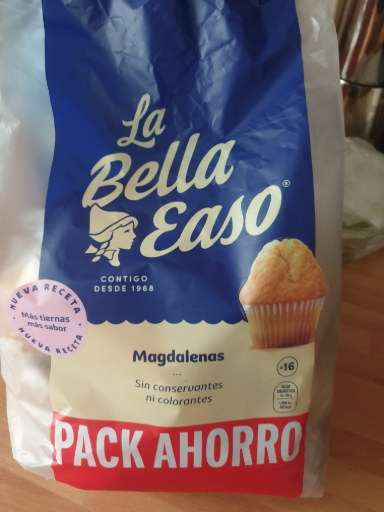 La
Bella
Easo®
CONTIGO
DESDE 1968
NUEVA RECETA
Más tiernas
más sabor
NUEVA RECETA
Magdalenas
...
Sin conservantes
ni colorantes
×16
PACK AHORRO